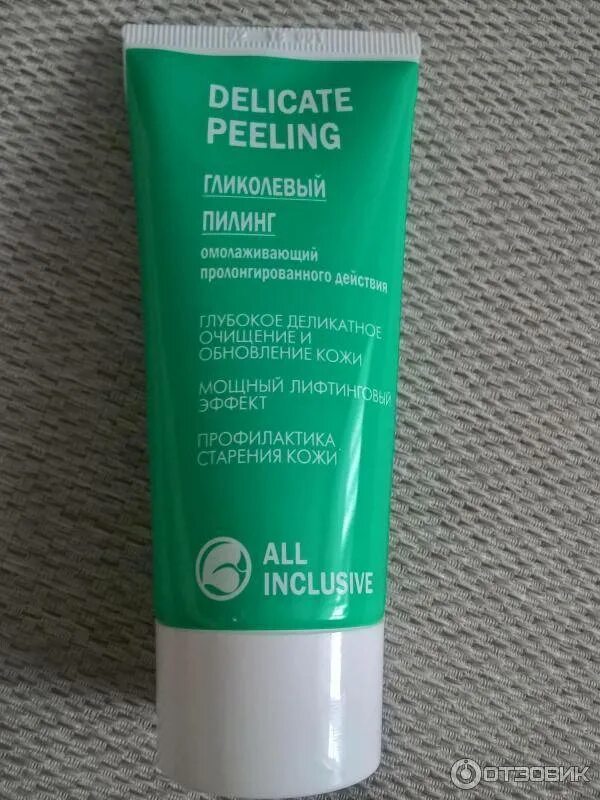 DELICATE
PEELING
ГЛИКОЛЕВЫЙ
ПИЛИНГ
омолаживающий
пролонгированного действия
ГЛУБОКОЕ ДЕЛИКАТНОЕ
ОЧИЩЕНИЕ И
ОБНОВЛЕНИЕ КОЖИ
МОЩНЫЙ ЛИФТИНГОВЫЙ
ЭФФЕКТ
ПРОФИЛАКТИКА
СТАРЕНИЯ КОЖИ
ALL
INCLUSIVE
ОТЗОВИК